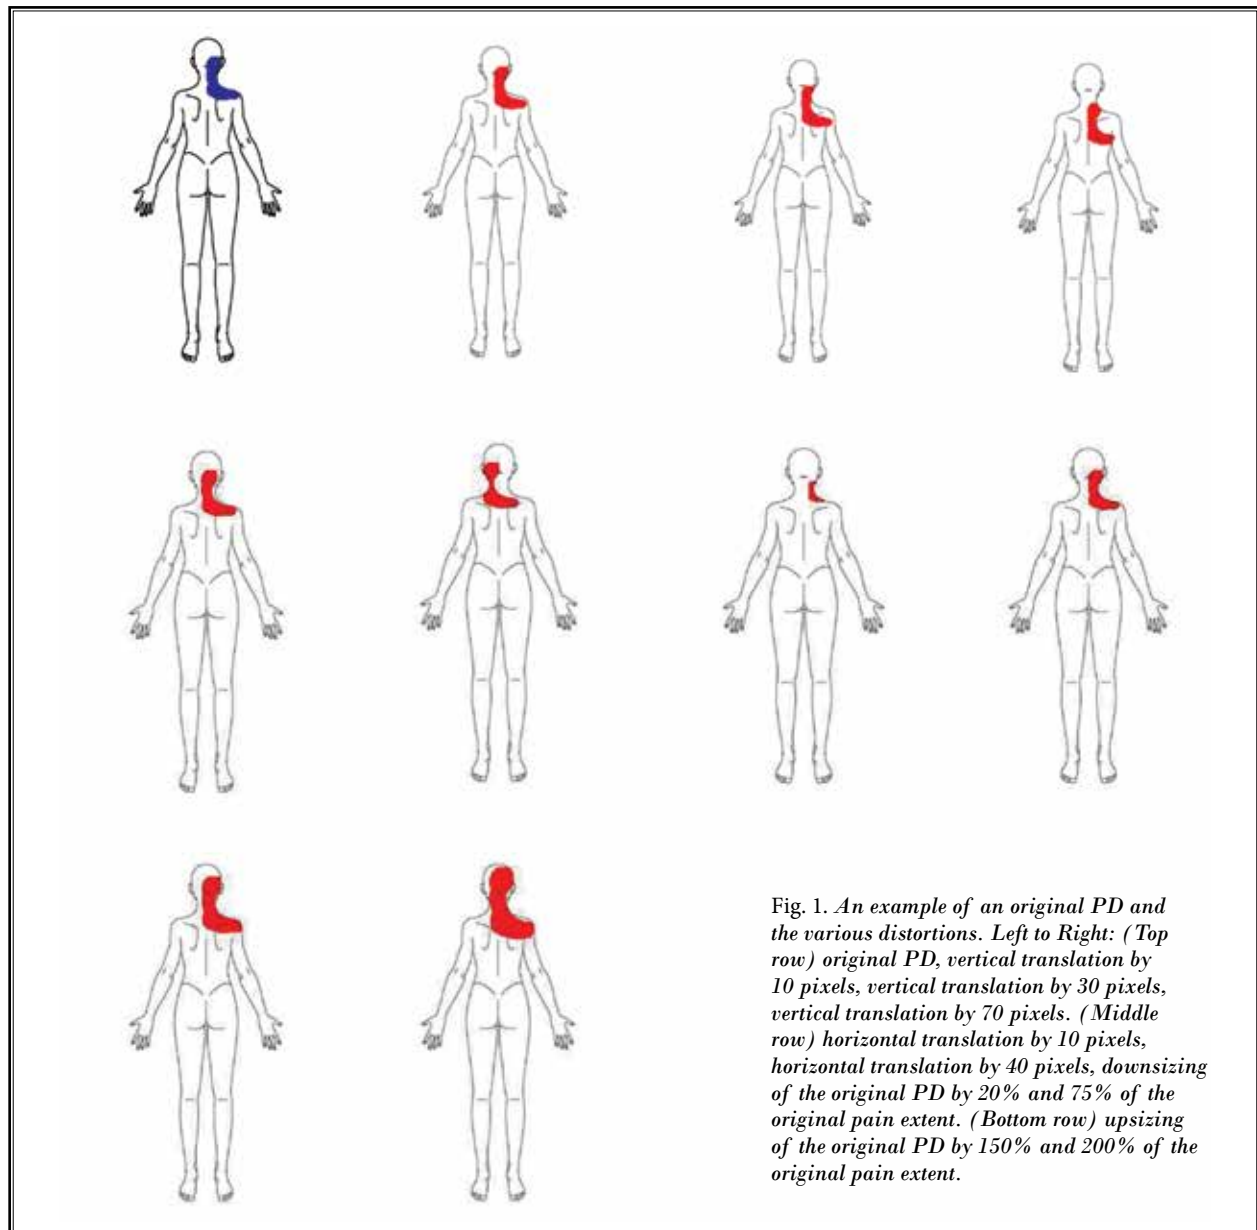 Fig. 1. An example of an original PD and
the various distortions. Left to Right: (Top
row) original PD, vertical translation by
10 pixels, vertical translation by 30 pixels,
vertical translation by 70 pixels. (Middle
row) horizontal translation by 10 pixels,
horizontal translation by 40 pixels, downsizing
of the original PD by 20% and 75% of the
original pain extent. (Bottom row) upsizing
of the original PD by 150% and 200% of the
original pain extent.